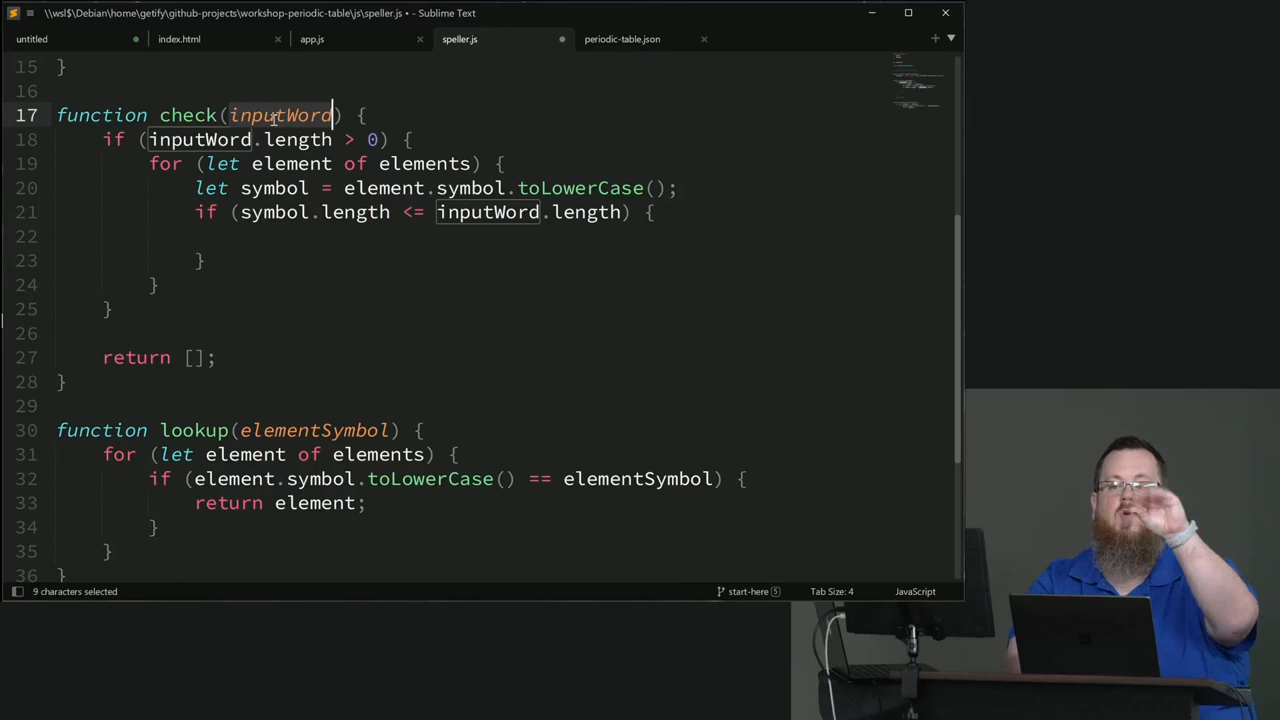 \\wsl$\Debian\home\getify\github-projects\workshop-periodic-table\js\speller.js • - Sublime Text
untitled
index.html
app.js
speller.js
periodic-table.json
15 }
16
17 function check(inputWord) {
18 if (inputWord.length > 0) {
19 for (let element of elements) {
20 let symbol = element.symbol.toLowerCase();
21 if (symbol.length <= inputWord.length) {
22
23 }
24 }
25 }
26
27 return [];
28 }
29
30 function lookup(elementSymbol) {
31 for (let element of elements) {
32 if (element.symbol.toLowerCase() == elementSymbol) {
33 return element;
34 }
35 }
36 }
9 characters selected
start-here 5
Tab Size: 4
JavaScript